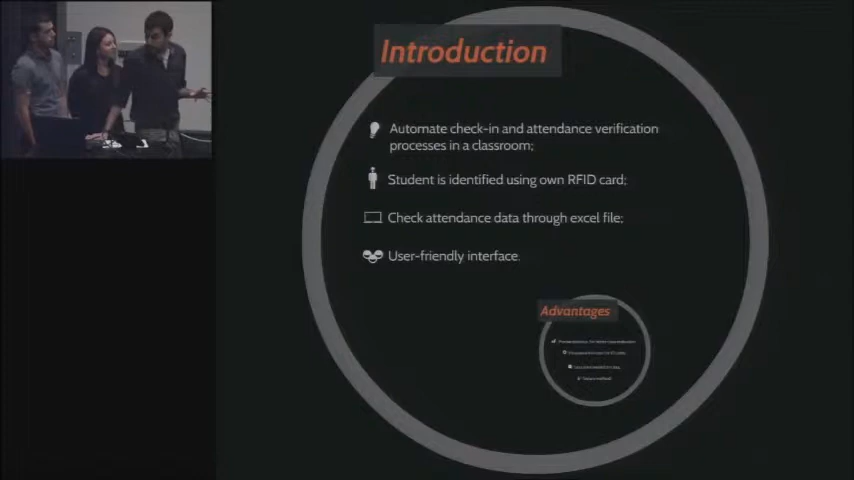 Introduction
Automate check-in and attendance verification
processes in a classroom;
Student is identified using own RFID card;
Check attendance data through excel file;
User-friendly interface.
Advantages